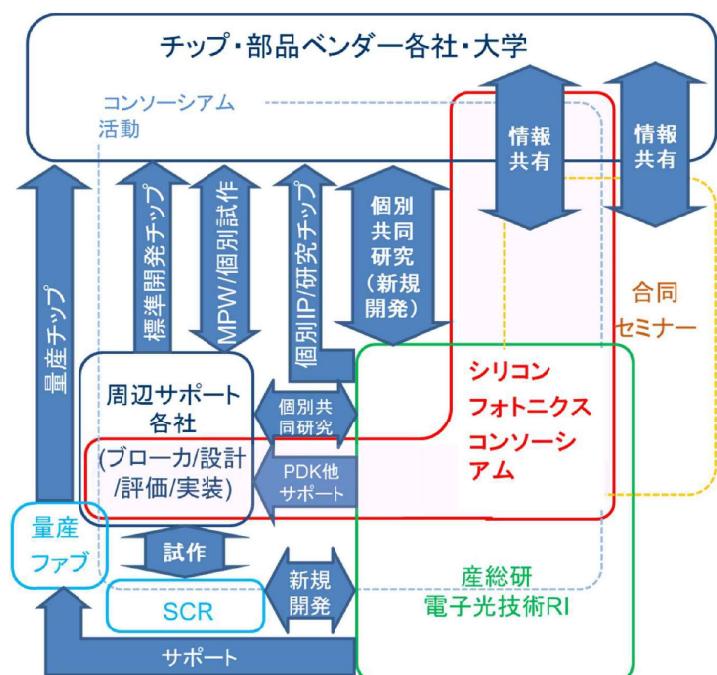 チップ・部品ベンダー各社・大学
コンソーシアム
活動
情報
共有
情報
共有
量産チップ
標準開発チップ
MPW/個別試作
個別IP/研究チップ
個別
共同
研究
(新規
開発)
合同
セミナー
周辺サポート
各社
(ブローカ/設計
/評価/実装)
個別共
同研究
シリコン
フォトニクス
コンソーシ
アム
PDK他
サポート
量産
ファブ
試作
SCR
新規
開発
産総研
電子光技術RI
サポート